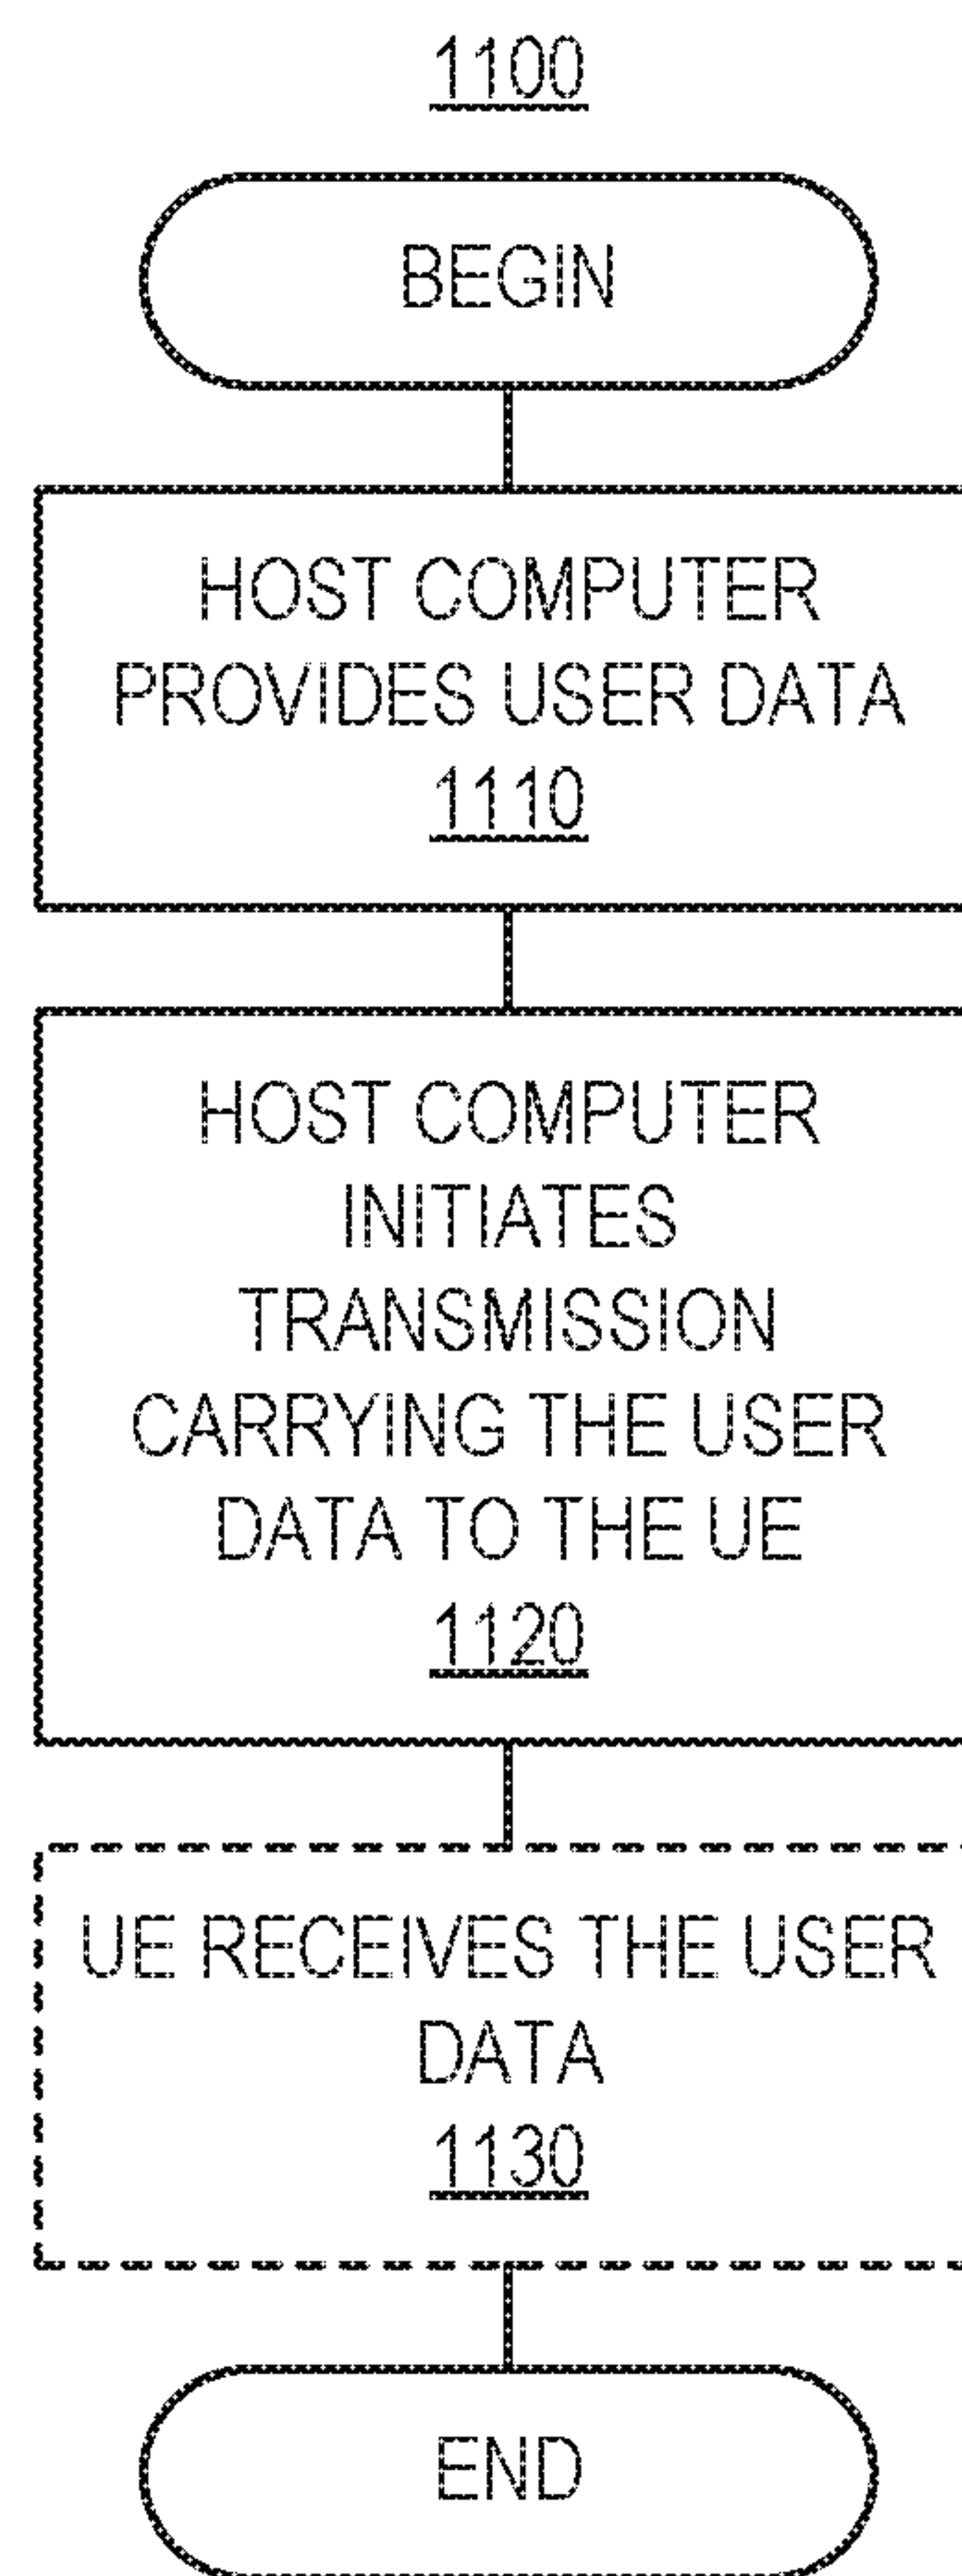 1100
BEGIN
HOST COMPUTER
PROVIDES USER DATA
1110
HOST COMPUTER
INITIATES
TRANSMISSION
CARRYING THE USER
DATA TO THE UE
1120
UE RECEIVES THE USER
DATA
1130
END